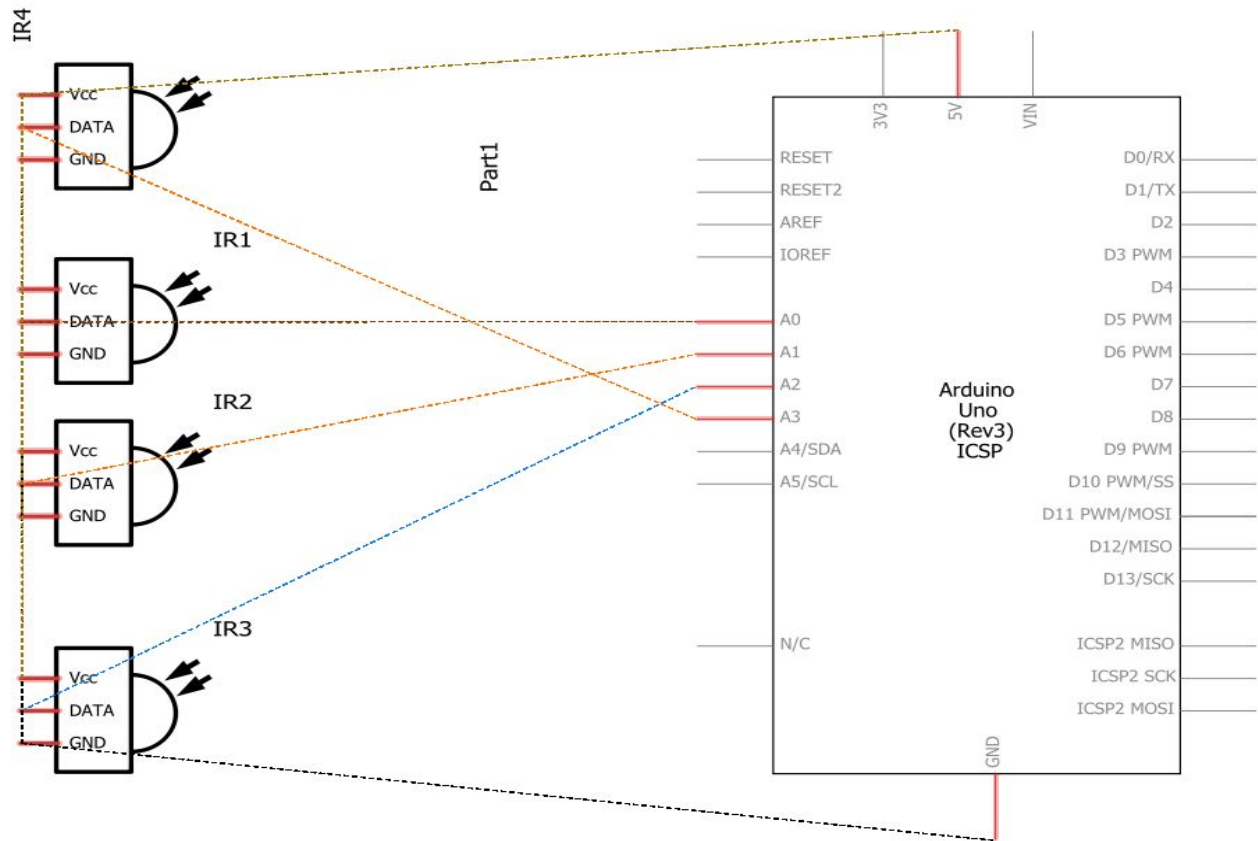 IR4
Vcc
DATA
GND
IR1
Vcc
DATA
GND
IR2
Vcc
DATA
GND
IR3
Vcc
DATA
GND
Part1
3V3
5V
VIN
RESET
RESET2
AREF
IOREF
A0
A1
A2
A3
A4/SDA
A5/SCL
N/C
Arduino
Uno
(Rev3)
ICSP
D0/RX
D1/TX
D2
D3 PWM
D4
D5 PWM
D6 PWM
D7
D8
D9 PWM
D10 PWM/SS
D11 PWM/MOSI
D12/MISO
D13/SCK
ICSP2 MISO
ICSP2 SCK
ICSP2 MOSI
GND